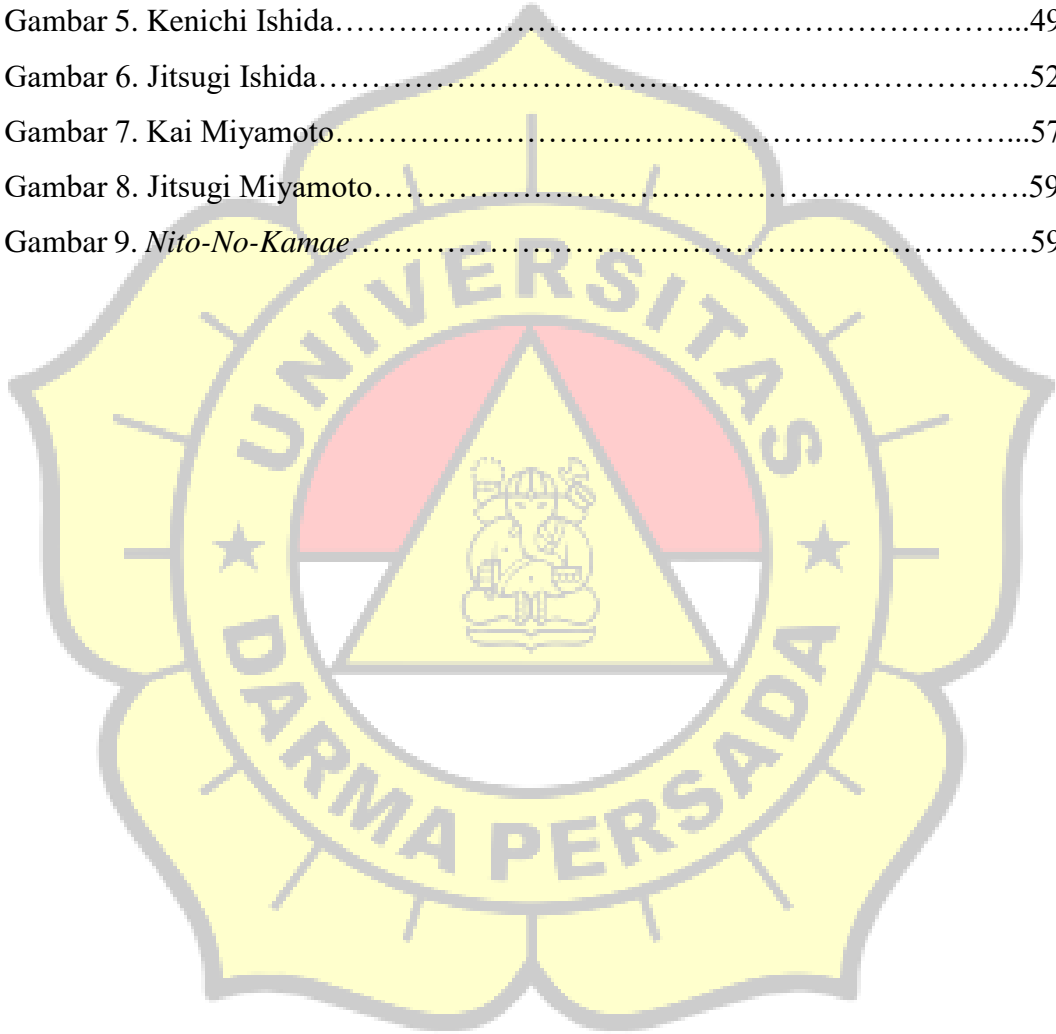 Gambar 5. Kenichi Ishida……………………………………………………………...49
Gambar 6. Jitsugi Ishida……………………………………………………………….52
Gambar 7. Kai Miyamoto……………………………………………………………...57
Gambar 8. Jitsugi Miyamoto………………………………………………………….59
Gambar 9. Nito-No-Kamae……………………………………….…………………59
UNIVERSITAS
DARMA PERSADA